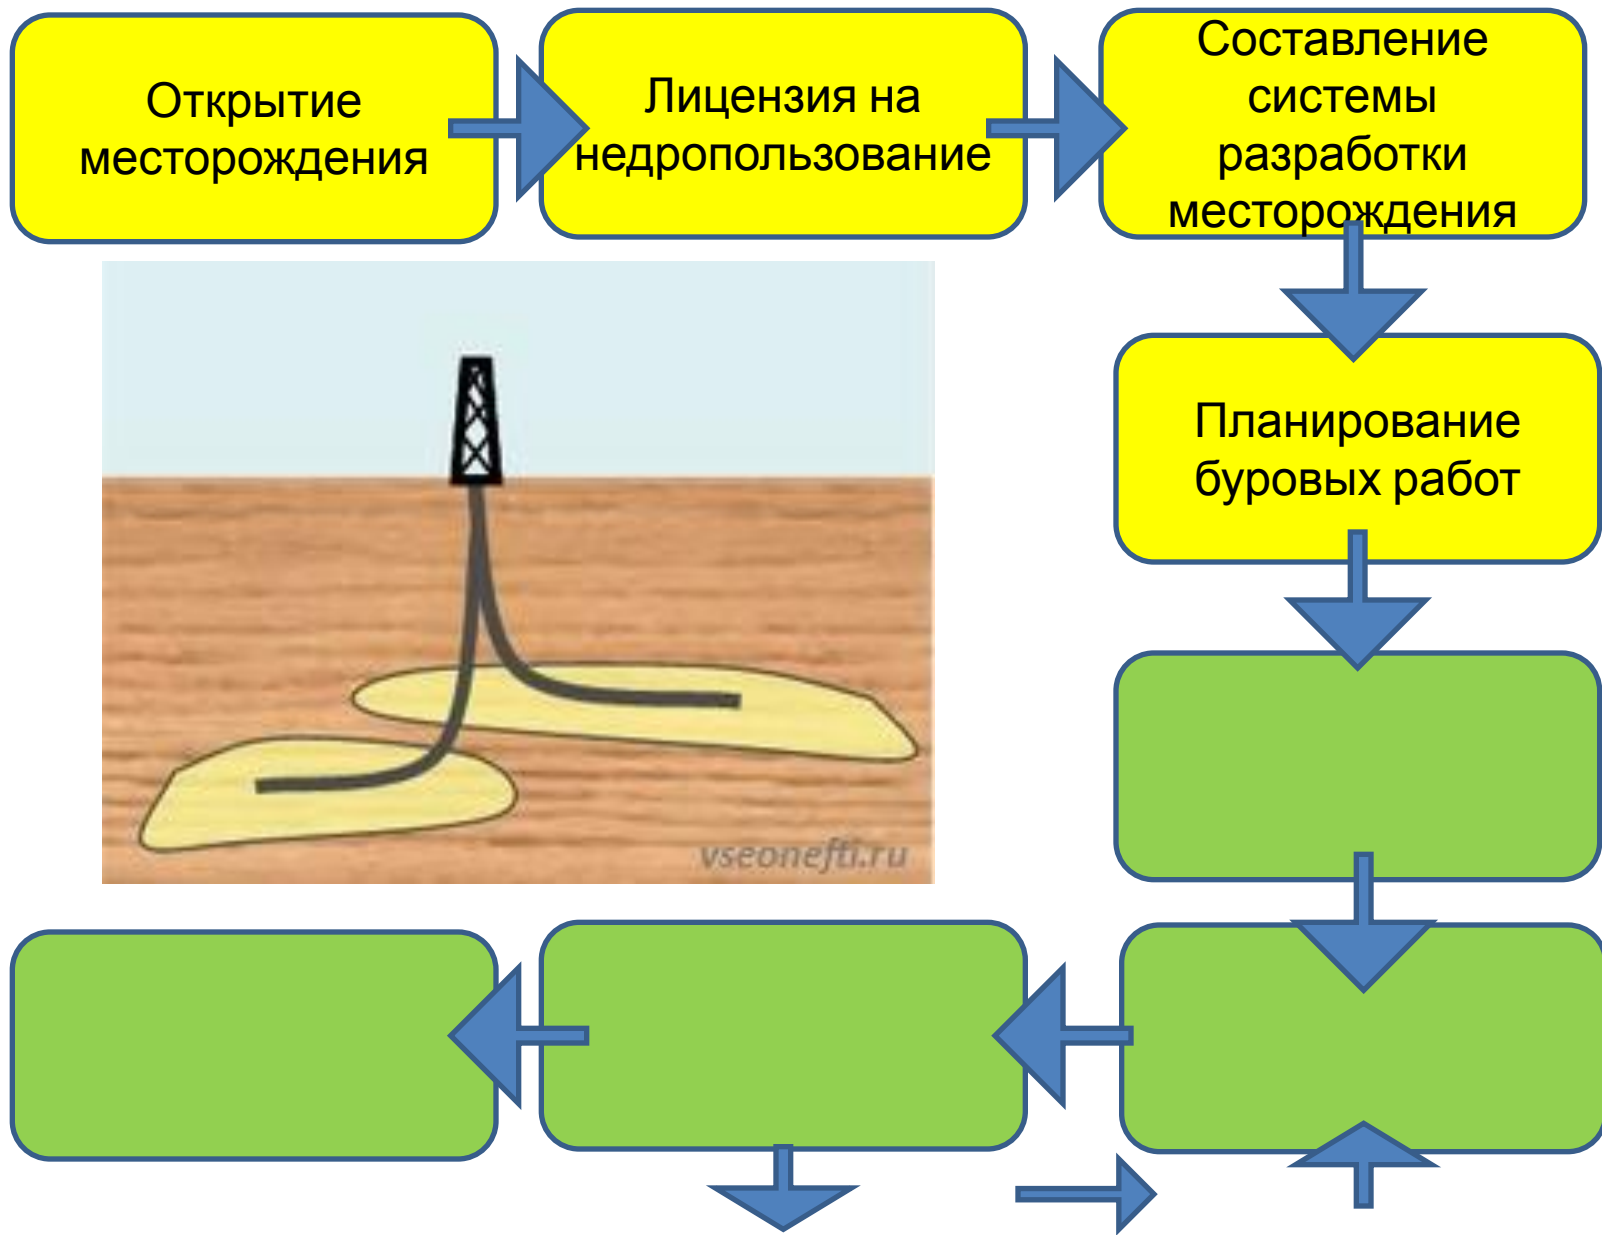 Открытие
месторождения
Лицензия на
недропользование
Составление
системы
разработки
месторождения
Планирование
буровых работ
vseonefti.ru